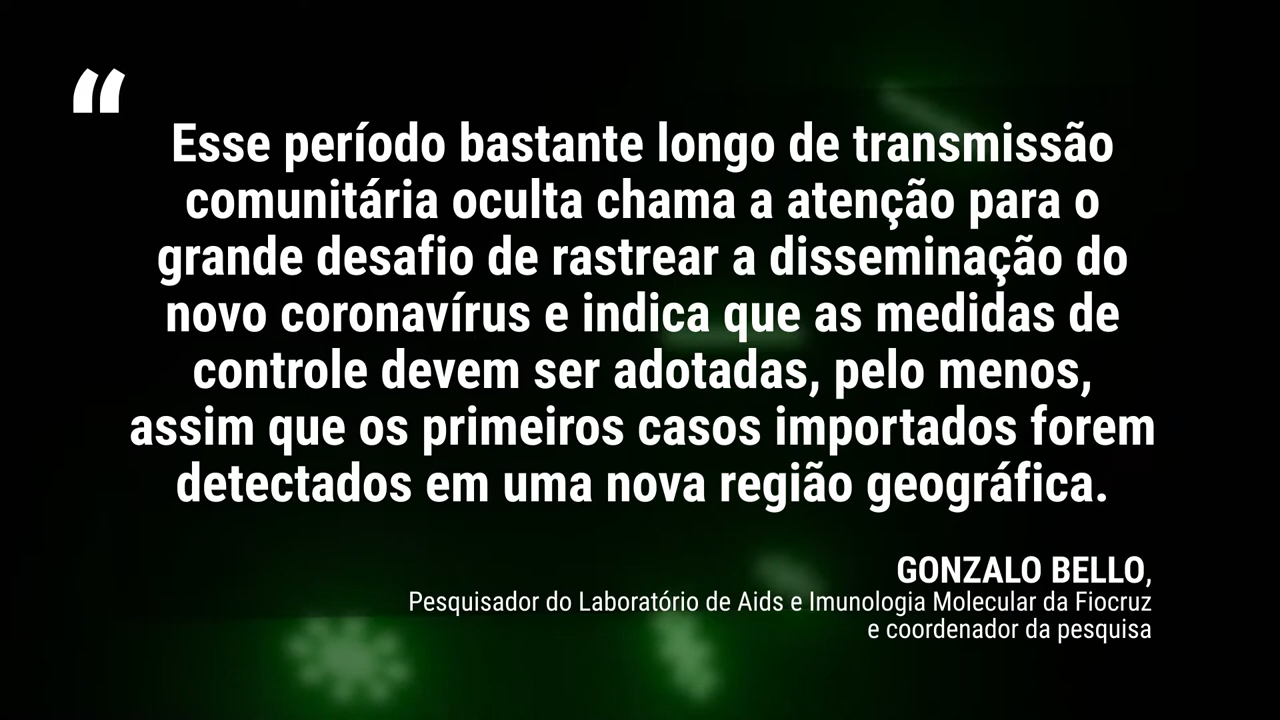 “
Esse período bastante longo de transmissão
comunitária oculta chama a atenção para o
grande desafio de rastrear a disseminação do
novo coronavírus e indica que as medidas de
controle devem ser adotadas, pelo menos,
assim que os primeiros casos importados forem
detectados em uma nova região geográfica.
GONZALO BELLO,
Pesquisador do Laboratório de Aids e Imunologia Molecular da Fiocruz
e coordenador da pesquisa